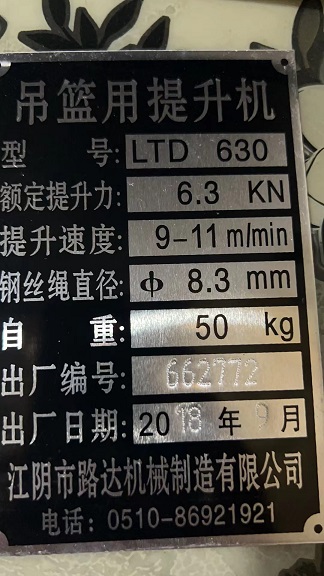 吊篮用提升机
型 号: LTD 630
额定提升力: 6.3 KN
提升速度: 9-11 m/min
钢丝绳直径: ф 8.3 mm
自 重: 50 kg
出厂编号: 662772
出厂日期: 2018 年 9 月
江阴市路达机械制造有限公司
电话: 0510-86921921